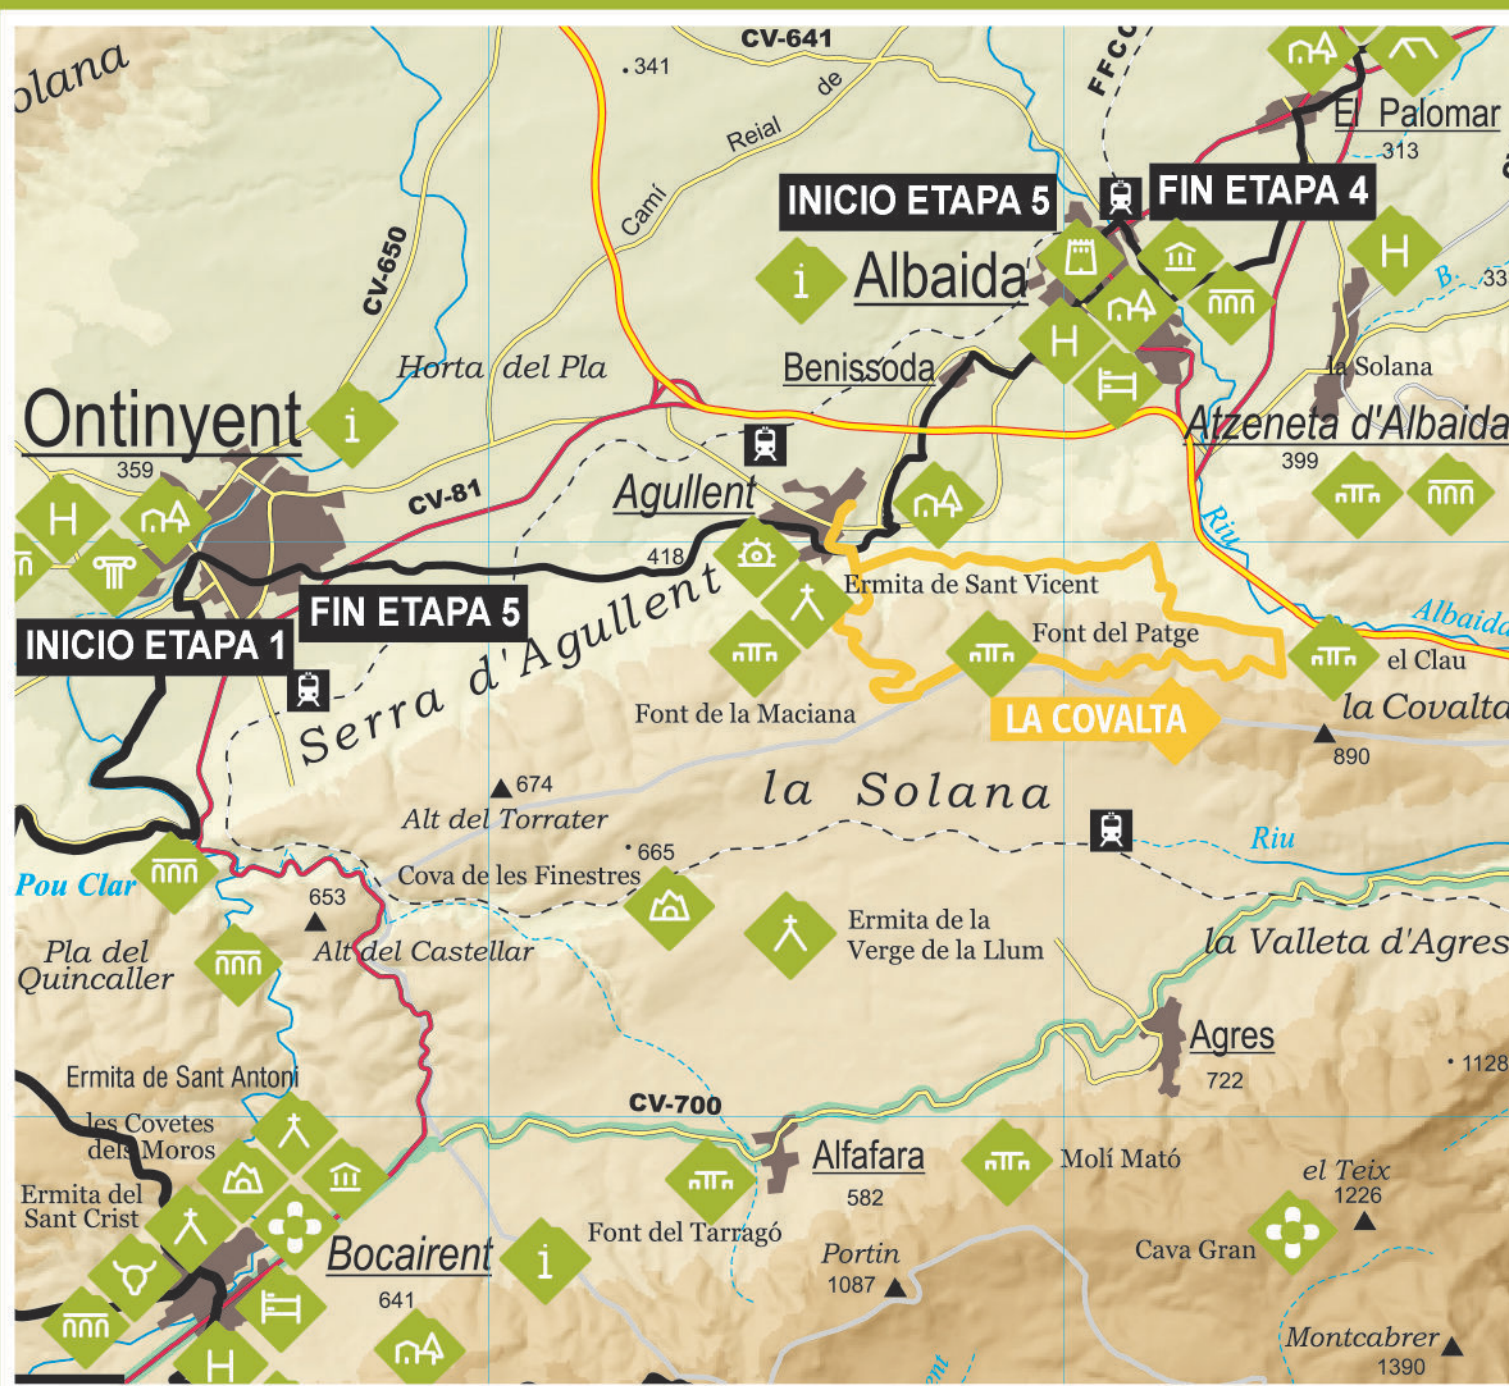 olana
CV-641
341
de
Reial
Camí
CV-650
FFCC
El Palomar
313
INICIO ETAPA 5
FIN ETAPA 4
i
Albaida
H
B.
33
Horta del Pla
Benissoda
H
la Solana
Ontinyent
i
359
Atzeneta d'Albaida
399
CV-81
Agullent
H
418
Riu
Ermita de Sant Vicent
FIN ETAPA 5
INICIO ETAPA 1
Serra d'Agullent
Font del Patge
Albaida
el Clau
Font de la Maciana
LA COVALTA
la Covalta
890
674
la Solana
Alt del Torrater
665
Riu
Cova de les Finestres
Pou Clar
653
Ermita de la
Verge de la Llum
Pla del
Quincaller
Alt del Castellar
la Valleta d'Agres
Agres
722
1128
Ermita de Sant Antoni
CV-700
les Covetes
dels Moros
Alfafara
582
Molí Mató
el Teix
1226
Ermita del
Sant Crist
Font del Tarragó
Cava Gran
Bocairent
i
641
Portin
1087
H
Montcabrer
1390
ent